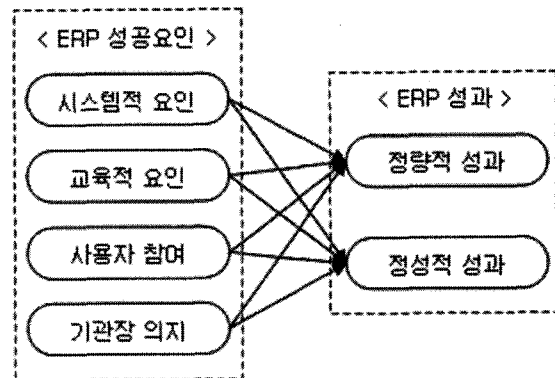 < ERP 성공요인 >
시스템적 요인
교육적 요인
사용자 참여
기관장 의지
< ERP 성과 >
정량적 성과
정성적 성과